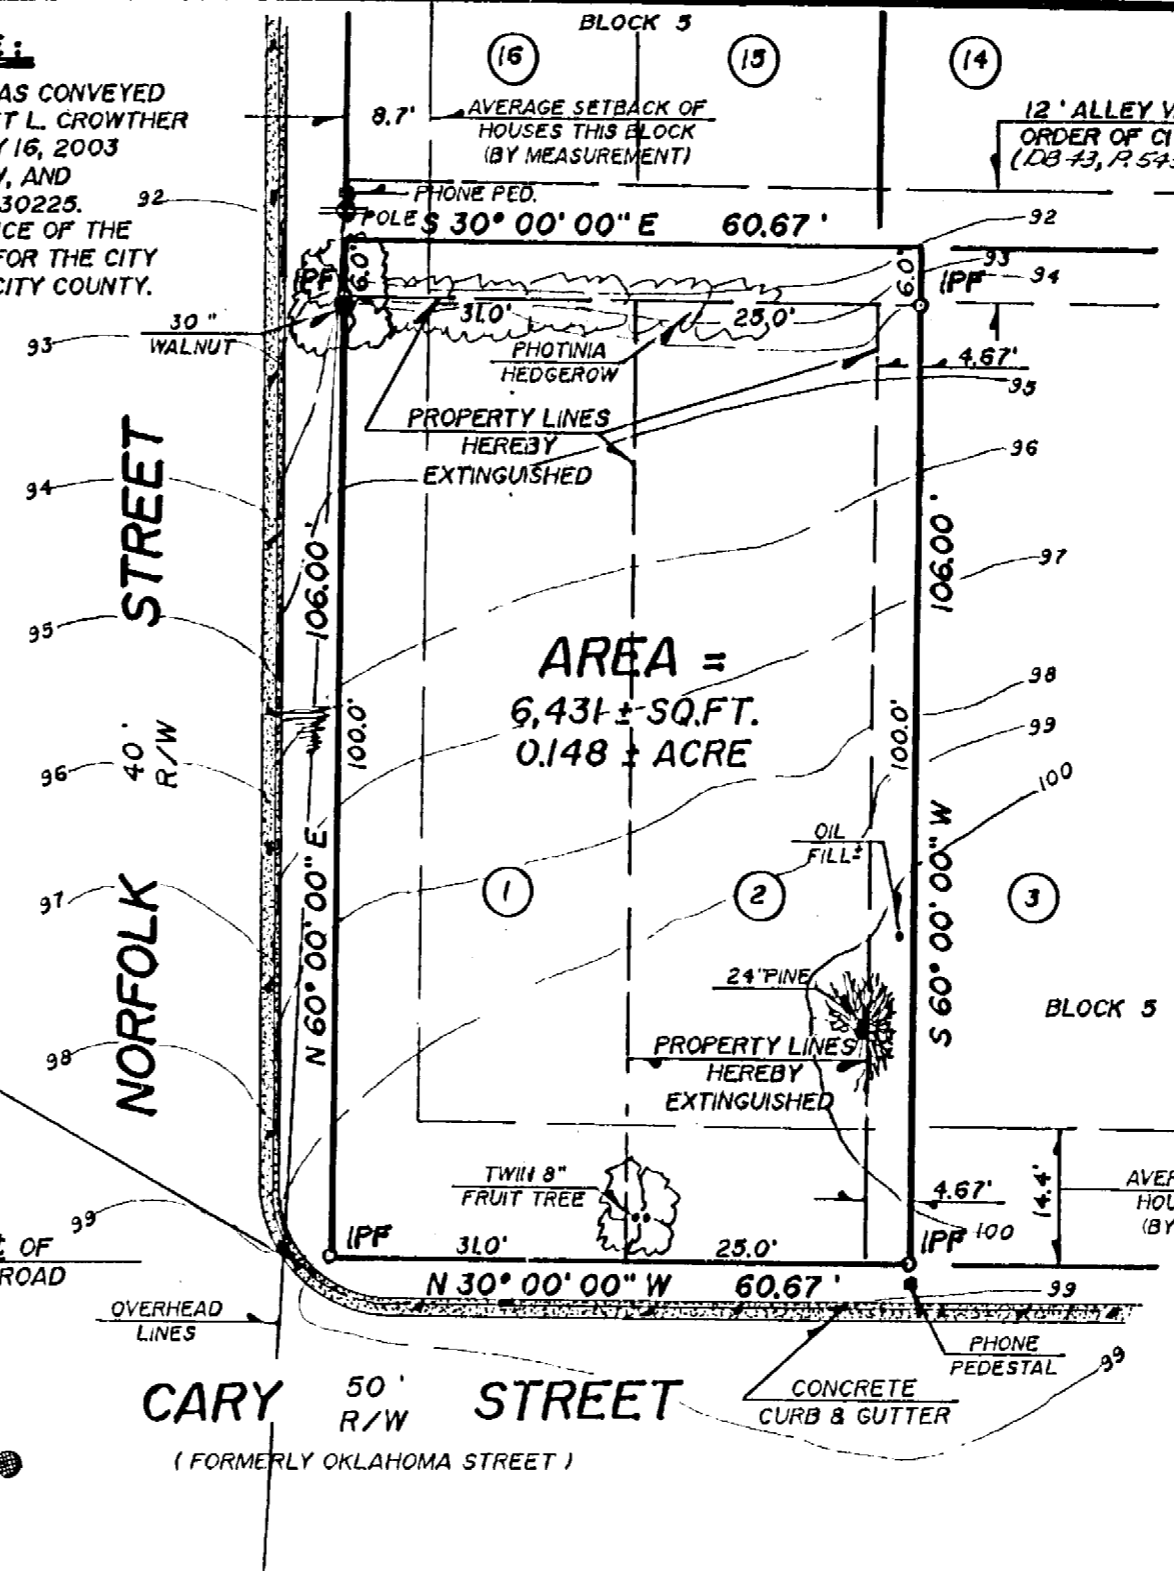 BLOCK 5
16
15
14
E:
AS CONVEYED
T L. CROWTHER
Y 16, 2003
Y, AND
30225.
CE OF THE
FOR THE CITY
CITY COUNTY.
8.7'
AVERAGE SETBACK OF
HOUSES THIS BLOCK
(BY MEASUREMENT)
12' ALLEY V
ORDER OF CI
(DB 43, P. 545
PHONE PED.
POLE
S 30° 00' 00" E 60.67'
92
92
93
94
IPF
6.0'
6.0'
IPF
30"
WALNUT
93
31.0'
25.0'
PHOTINIA
HEDGEROW
4.67'
95
PROPERTY LINES
HEREBY
EXTINGUISHED
94
96
106.00'
106.00'
97
95
AREA =
6,431 ± SQ.FT.
0.148 ± ACRE
98
99
100
100.0'
100.0'
96
40'
R/W
NORFOLK STREET
OIL
FILL±
1
2
3
N 60° 00' 00" E
S 60° 00' 00" W
97
24" PINE
BLOCK 5
98
PROPERTY LINES
HEREBY
EXTINGUISHED
TWIN 8"
FRUIT TREE
4.67'
14.4'
AVER
HOU
(BY
99
IPF
31.0'
25.0'
IPF
100
OF
ROAD
N 30° 00' 00" W 60.67'
99
OVERHEAD
LINES
PHONE
PEDESTAL
99
CARY 50' R/W STREET
CONCRETE
CURB & GUTTER
(FORMERLY OKLAHOMA STREET)